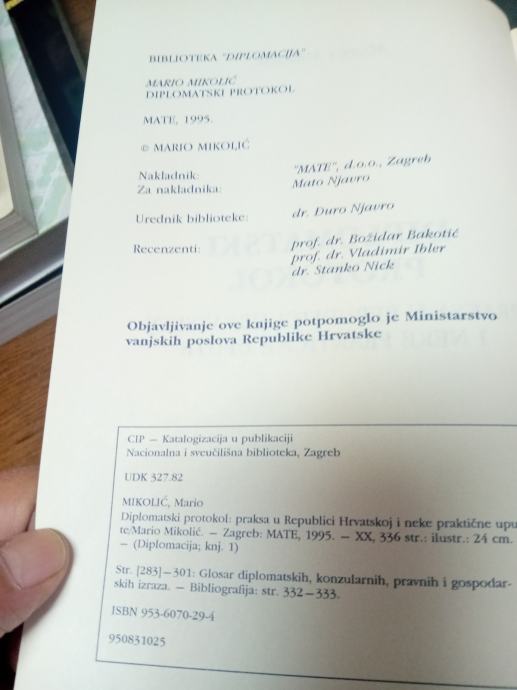 BIBLIOTEKA "DIPLOMACIJA"
MARIO MIKOLIĆ
DIPLOMATSKI PROTOKOL
MATE, 1995.
© MARIO MIKOLIĆ
Nakladnik: "MATE", d.o.o., Zagreb
Za nakladnika: Mato Njavro
Urednik biblioteke: dr. Đuro Njavro
Recenzenti: prof. dr. Božidar Bakotić
prof. dr. Vladimir Ibler
dr. Stanko Nick
Objavljivanje ove knjige potpomoglo je Ministarstvo
vanjskih poslova Republike Hrvatske
CIP – Katalogizacija u publikaciji
Nacionalna i sveučilišna biblioteka, Zagreb
UDK 327.82
MIKOLIĆ, Mario
Diplomatski protokol: praksa u Republici Hrvatskoj i neke praktične upu
te/Mario Mikolić. – Zagreb: MATE, 1995. – XX, 336 str.: ilustr.: 24 cm.
– (Diplomacija; knj. 1)
Str. [283]–301: Glosar diplomatskih, konzularnih, pravnih i gospodar-
skih izraza. – Bibliografija: str. 332–333.
ISBN 953-6070-29-4
950831025